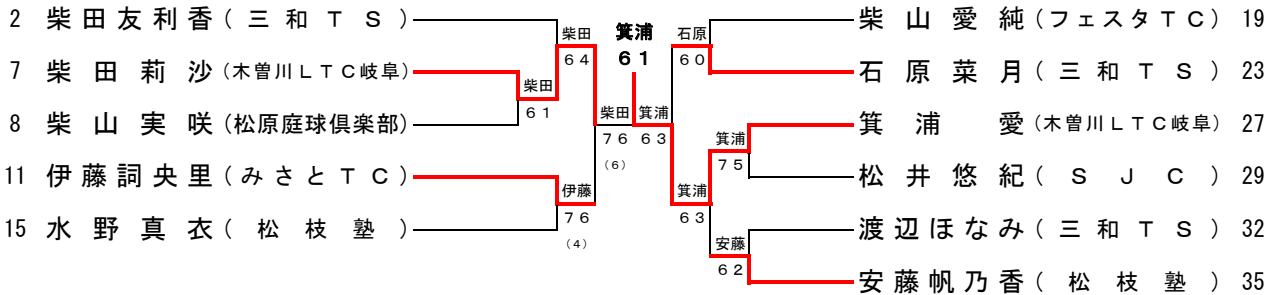 2 柴田友利香(三和TS)
7 柴田莉沙(木曽川LTC岐阜)
8 柴山実咲(松原庭球倶楽部)
11 伊藤詞央里(みさとTC)
15 水野真衣(松枝塾)
柴田
64
柴田
61
伊藤
76
(4)
柴田
76
(6)
箕浦
61
箕浦
63
石原
60
箕浦
75
箕浦
63
安藤
62
柴山愛純(フェスタTC) 19
石原菜月(三和TS) 23
箕浦愛(木曽川LTC岐阜) 27
松井悠紀(SJC) 29
渡辺ほなみ(三和TS) 32
安藤帆乃香(松枝塾) 35